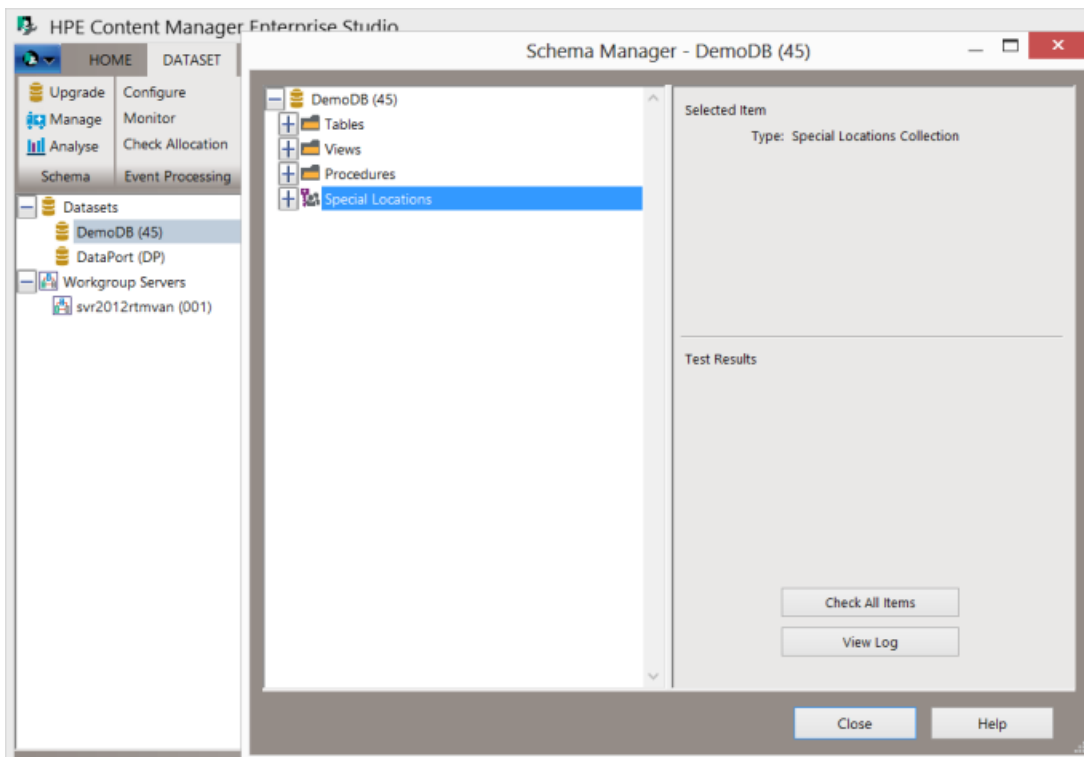 HPE Content Manager Enterprise Studio
Schema Manager - DemoDB (45)
HOME DATASET
Upgrade Configure
Manage Monitor
Analyse Check Allocation
Schema Event Processing
Datasets
DemoDB (45)
DataPort (DP)
Workgroup Servers
svr2012rtmvan (001)
DemoDB (45)
Tables
Views
Procedures
Special Locations
Selected Item
Type: Special Locations Collection
Test Results
Check All Items
View Log
Close Help